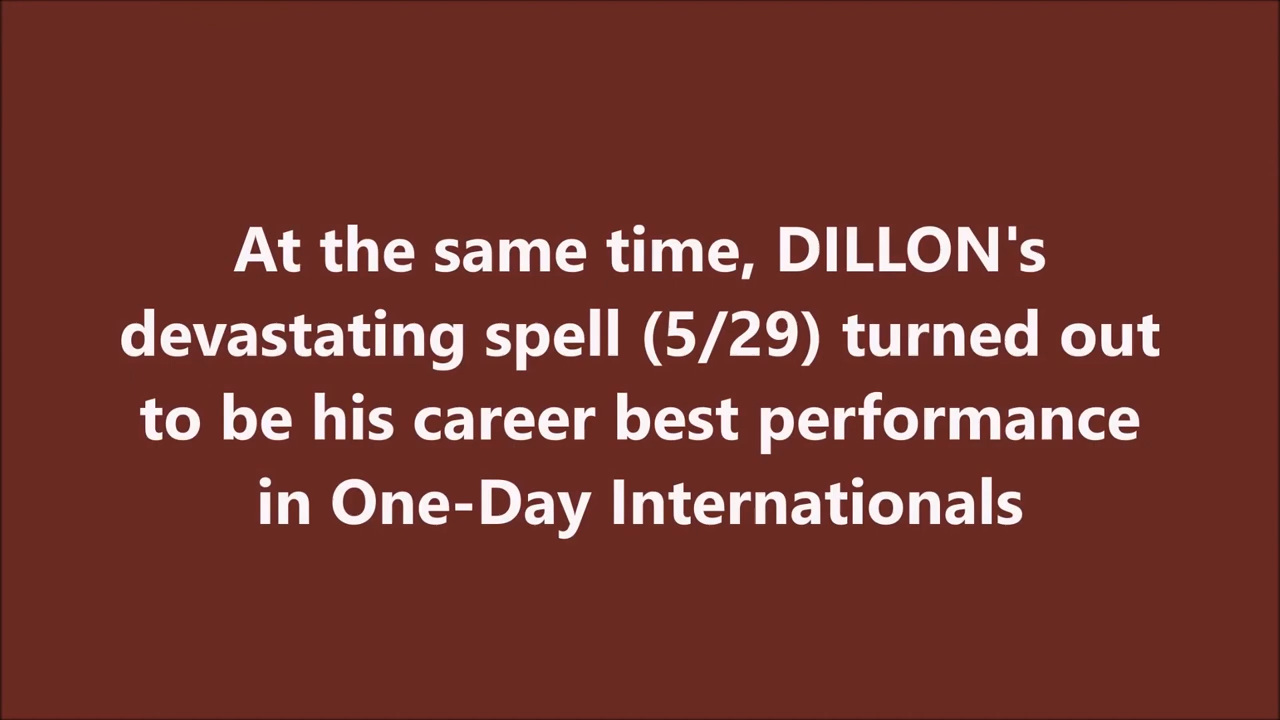 At the same time, DILLON's
devastating spell (5/29) turned out
to be his career best performance
in One-Day Internationals